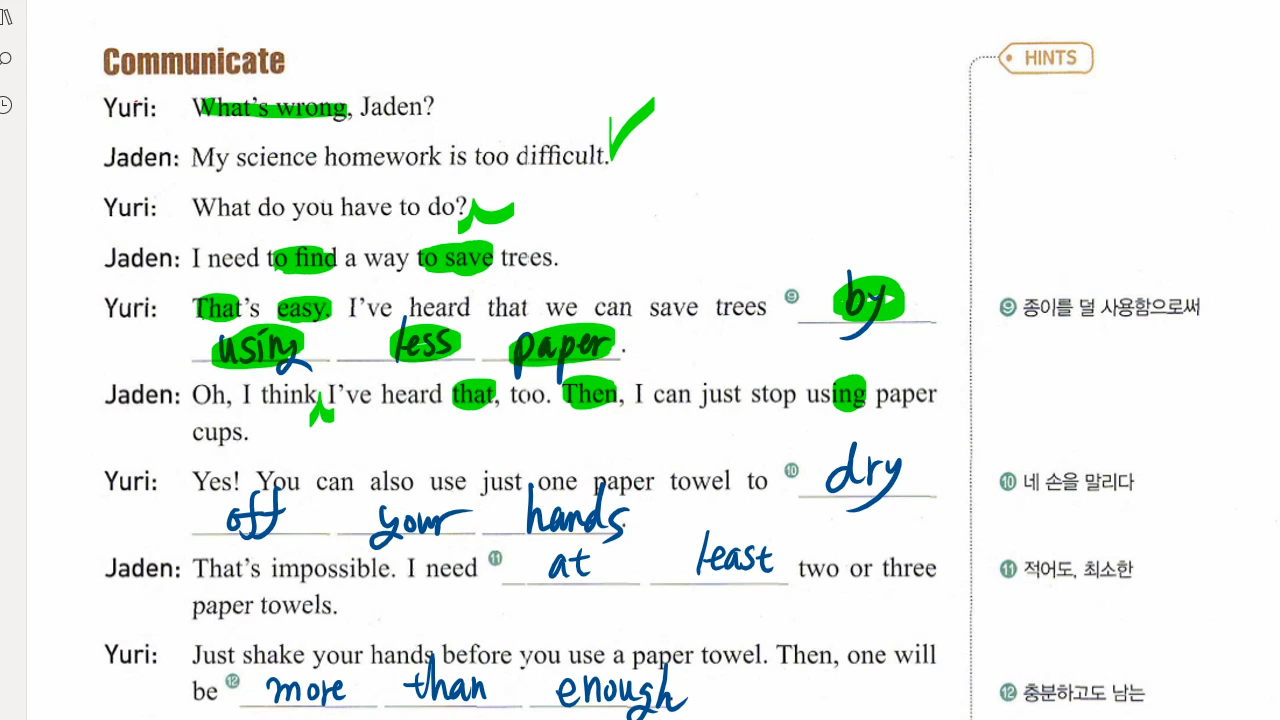 Communicate
HINTS
Yuri: What's wrong, Jaden?
Jaden: My science homework is too difficult.
Yuri: What do you have to do?
Jaden: I need to find a way to save trees.
Yuri: That's easy. I've heard that we can save trees ⑨ by
using less paper.
⑨ 종이를 덜 사용함으로써
Jaden: Oh, I think I've heard that, too. Then, I can just stop using paper
cups.
Yuri: Yes! You can also use just one paper towel to ⑩ dry
off your hands.
⑩ 네 손을 말리다
Jaden: That's impossible. I need ⑪ at least two or three
paper towels.
⑪ 적어도, 최소한
Yuri: Just shake your hands before you use a paper towel. Then, one will
be ⑫ more than enough
⑫ 충분하고도 남는